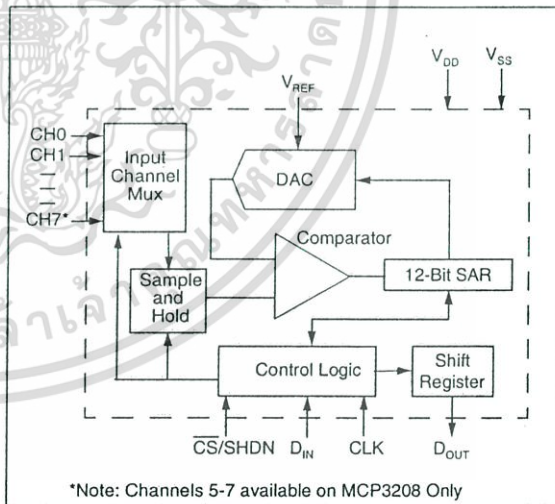 V_DD V_SS
V_REF
CH0
CH1
CH7*
Input
Channel
Mux
DAC
Comparator
Sample
and
Hold
12-Bit SAR
Control Logic
Shift
Register
CS/SHDN D_IN CLK D_OUT
*Note: Channels 5-7 available on MCP3208 Only